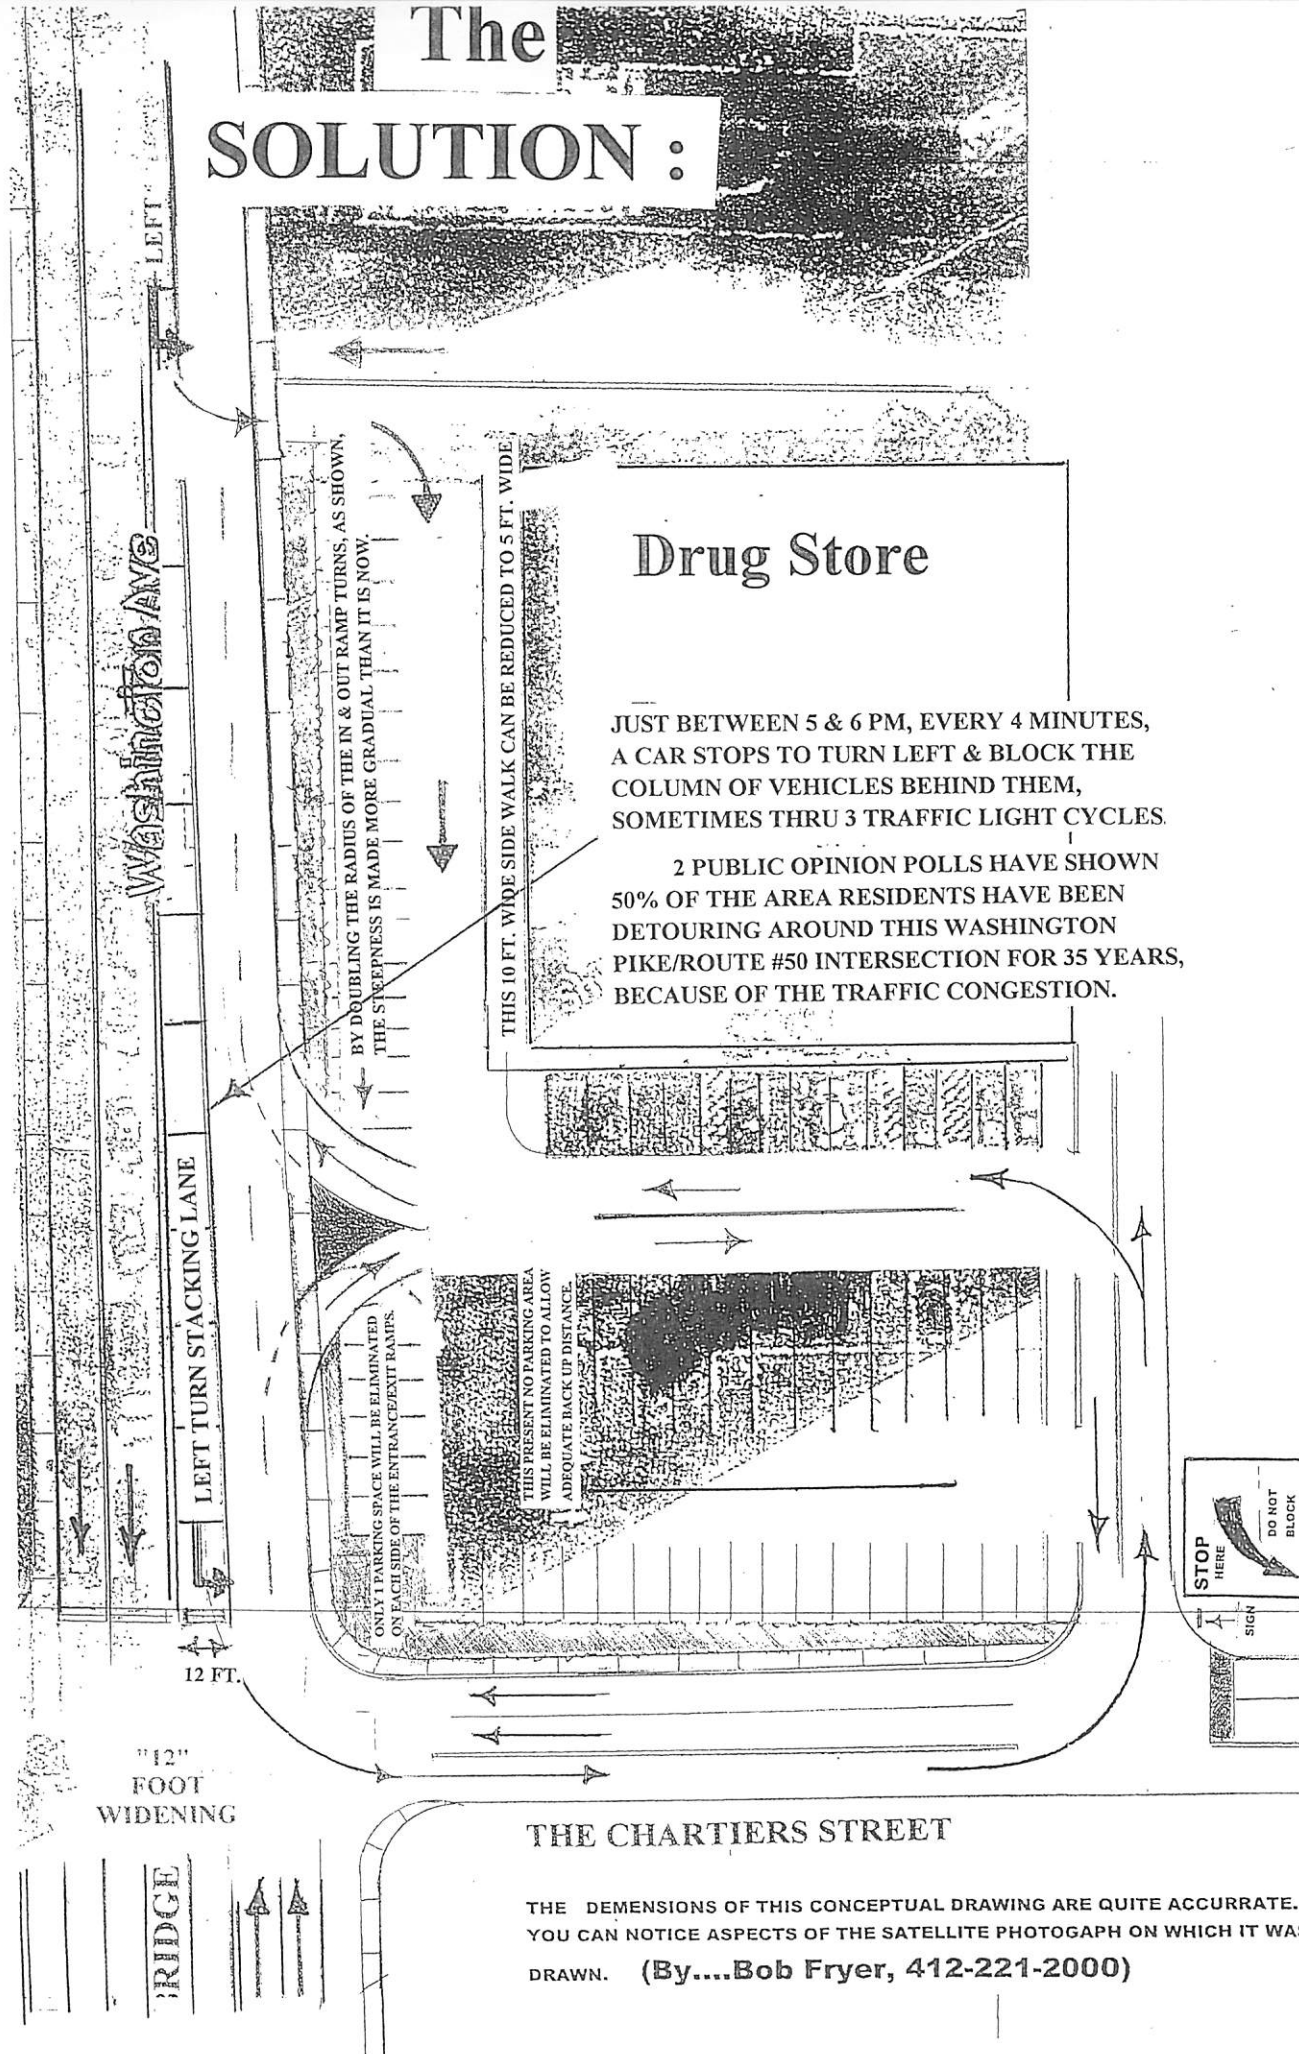 The
SOLUTION :
LEFT
Washington Ave
BY DOUBLING THE RADIUS OF THE IN & OUT RAMP TURNS, AS SHOWN,
THE STEEPNESS IS MADE MORE GRADUAL THAN IT IS NOW.
THIS 10 FT. WIDE SIDE WALK CAN BE REDUCED TO 5 FT. WIDE
Drug Store
JUST BETWEEN 5 & 6 PM, EVERY 4 MINUTES,
A CAR STOPS TO TURN LEFT & BLOCK THE
COLUMN OF VEHICLES BEHIND THEM,
SOMETIMES THRU 3 TRAFFIC LIGHT CYCLES.
2 PUBLIC OPINION POLLS HAVE SHOWN
50% OF THE AREA RESIDENTS HAVE BEEN
DETOURING AROUND THIS WASHINGTON
PIKE/ROUTE #50 INTERSECTION FOR 35 YEARS,
BECAUSE OF THE TRAFFIC CONGESTION.
LEFT TURN STACKING LANE
ONLY 1 PARKING SPACE WILL BE ELIMINATED
ON EACH SIDE OF THE ENTRANCE/EXIT RAMPS.
THIS PRESENT NO PARKING AREA
WILL BE ELIMINATED TO ALLOW
ADEQUATE BACK UP DISTANCE.
STOP
HERE
DO NOT
BLOCK
SIGN
12 FT.
"12"
FOOT
WIDENING
BRIDGE
THE CHARTIERS STREET
THE DEMENSIONS OF THIS CONCEPTUAL DRAWING ARE QUITE ACCURRATE.
YOU CAN NOTICE ASPECTS OF THE SATELLITE PHOTOGAPH ON WHICH IT WAS
DRAWN. (By....Bob Fryer, 412-221-2000)